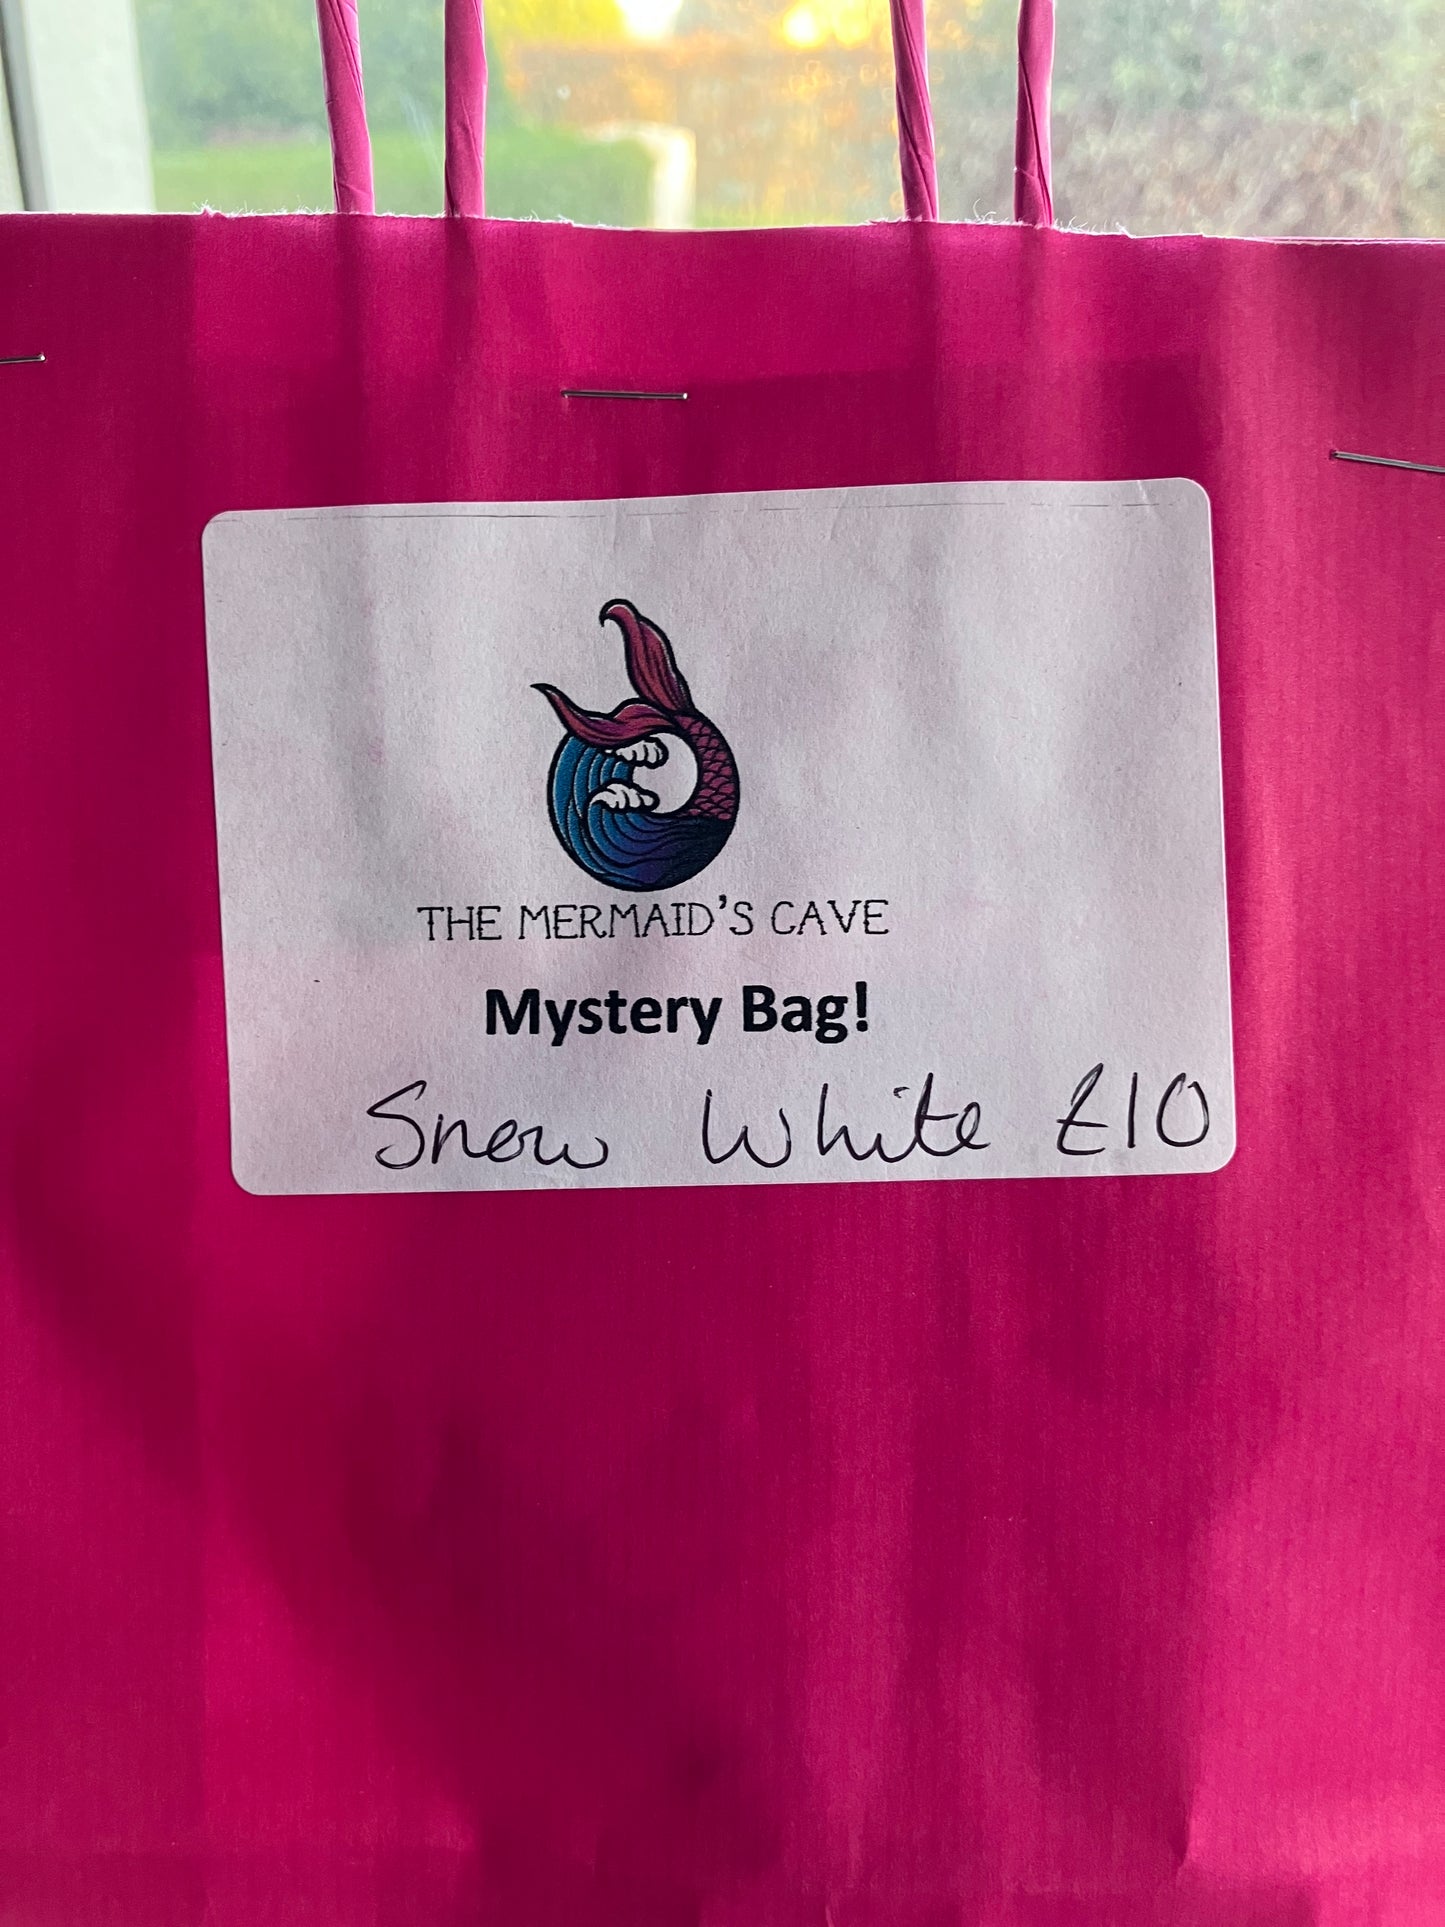 THE MERMAID'S CAVE
Mystery Bag!
Snow White £10